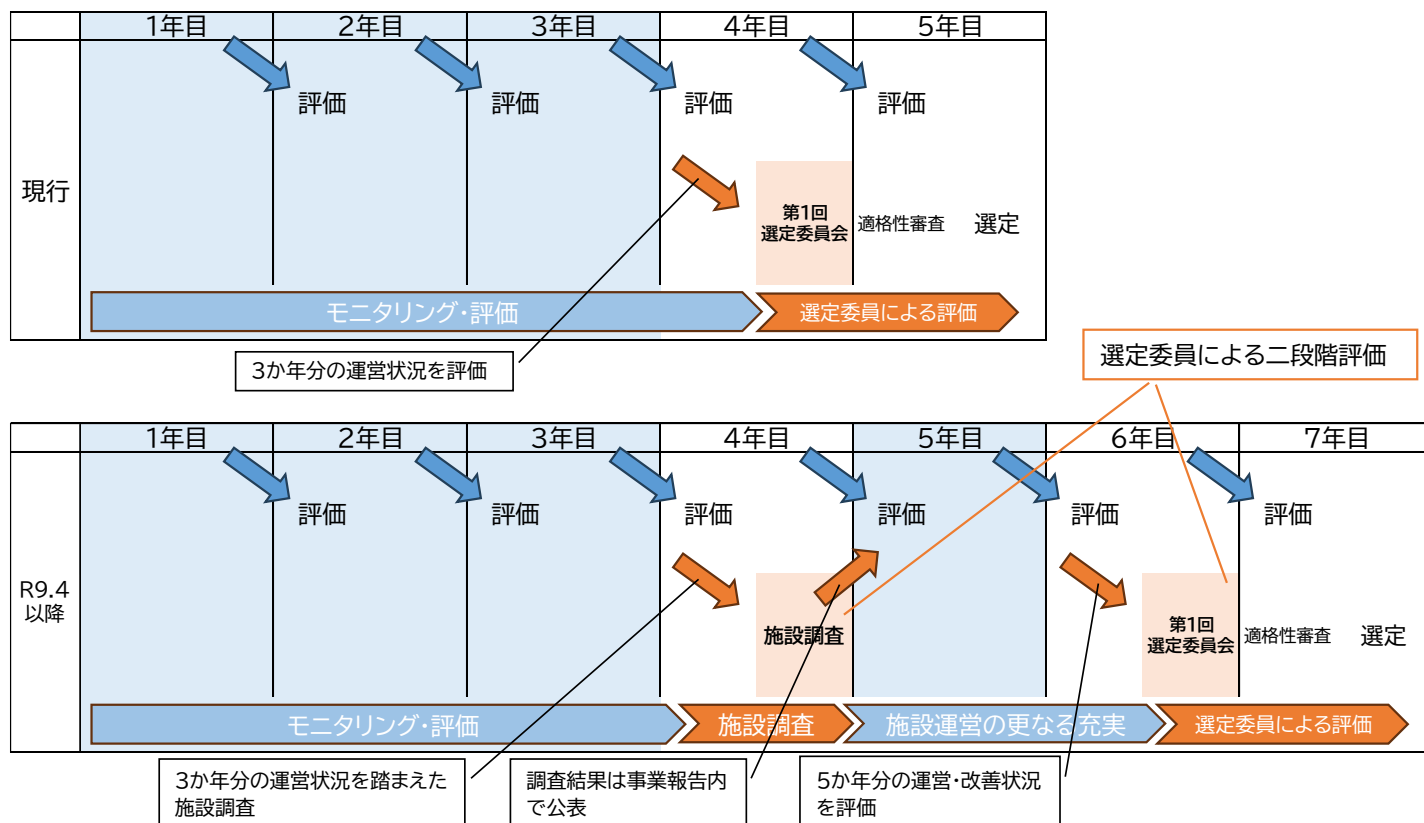 1年目
2年目
3年目
4年目
5年目
現行
評価
評価
評価
評価
第1回
選定委員会
適格性審査
選定
モニタリング・評価
選定委員による評価
3か年分の運営状況を評価
選定委員による二段階評価
1年目
2年目
3年目
4年目
5年目
6年目
7年目
R9.4
以降
評価
評価
評価
評価
評価
評価
施設調査
第1回
選定委員会
適格性審査
選定
モニタリング・評価
施設調査
施設運営の更なる充実
選定委員による評価
3か年分の運営状況を踏まえた
施設調査
調査結果は事業報告内
で公表
5か年分の運営・改善状況
を評価